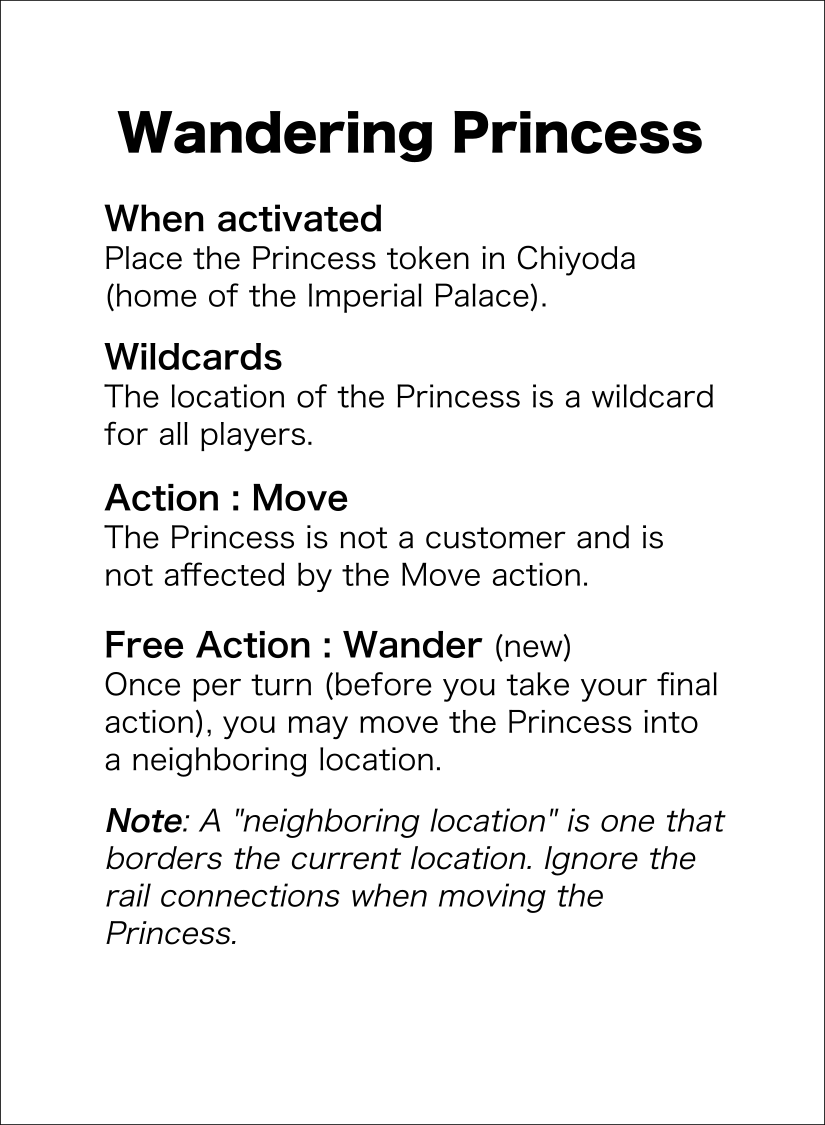 Wandering Princess
When activated
Place the Princess token in Chiyoda
(home of the Imperial Palace).
Wildcards
The location of the Princess is a wildcard
for all players.
Action : Move
The Princess is not a customer and is
not affected by the Move action.
Free Action : Wander (new)
Once per turn (before you take your final
action), you may move the Princess into
a neighboring location.
Note: A "neighboring location" is one that
borders the current location. Ignore the
rail connections when moving the
Princess.